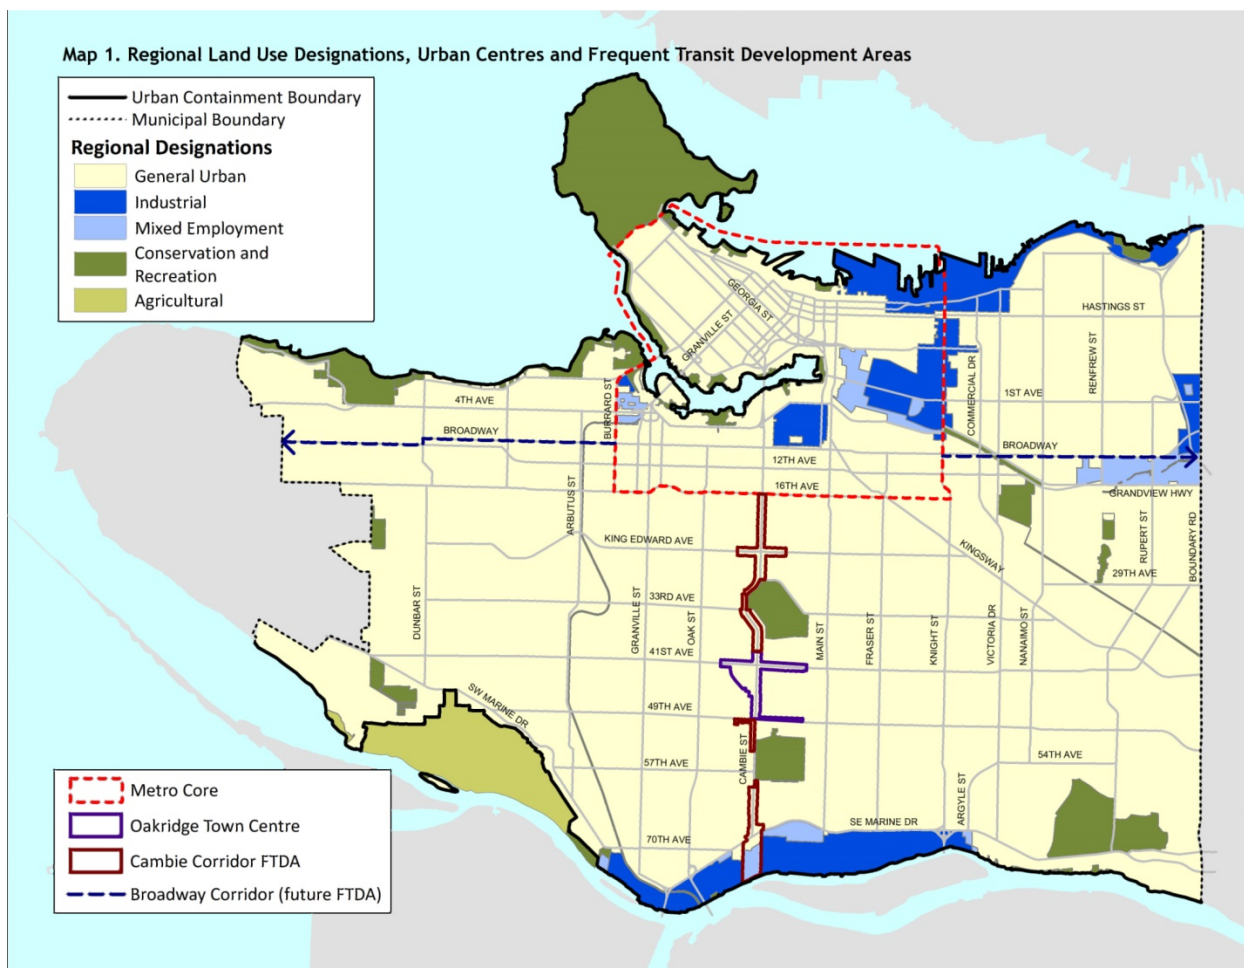 Map 1. Regional Land Use Designations, Urban Centres and Frequent Transit Development Areas
Urban Containment Boundary
Municipal Boundary
Regional Designations
General Urban
Industrial
Mixed Employment
Conservation and
Recreation
Agricultural
GEORGIA ST
GRANVILLE ST
HASTINGS ST
RENFREW ST
COMMERCIAL DR
1ST AVE
4TH AVE
BURRARD ST
BROADWAY
BROADWAY
12TH AVE
16TH AVE
GRANDVIEW HWY
ARBUTUS ST
KING EDWARD AVE
KINGSWAY
RUPERT ST
BOUNDARY RD
29TH AVE
DUNBAR ST
33RD AVE
GRANVILLE ST
OAK ST
MAIN ST
FRASER ST
KNIGHT ST
VICTORIA DR
NANAIMO ST
41ST AVE
SW MARINE DR
49TH AVE
CAMBIE ST
57TH AVE
54TH AVE
ARGYLE ST
SE MARINE DR
70TH AVE
Metro Core
Oakridge Town Centre
Cambie Corridor FTDA
Broadway Corridor (future FTDA)